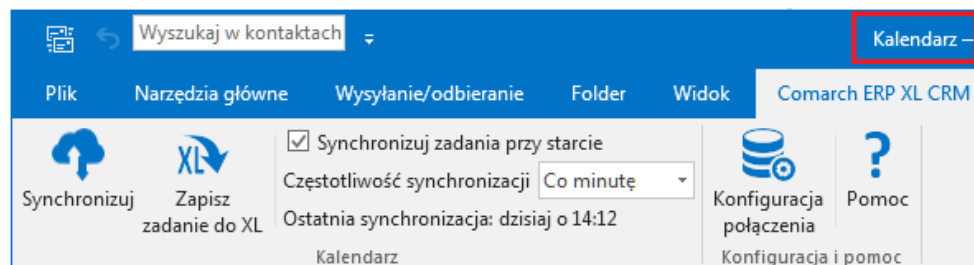 Wyszukaj w kontaktach
Kalendarz –
Plik Narzędzia główne Wysyłanie/odbieranie Folder Widok Comarch ERP XL CRM
Synchronizuj
XL
Zapisz
zadanie do XL
Synchronizuj zadania przy starcie
Częstotliwość synchronizacji Co minutę
Ostatnia synchronizacja: dzisiaj o 14:12
Kalendarz
Konfiguracja
połączenia
?
Pomoc
Konfiguracja i pomoc